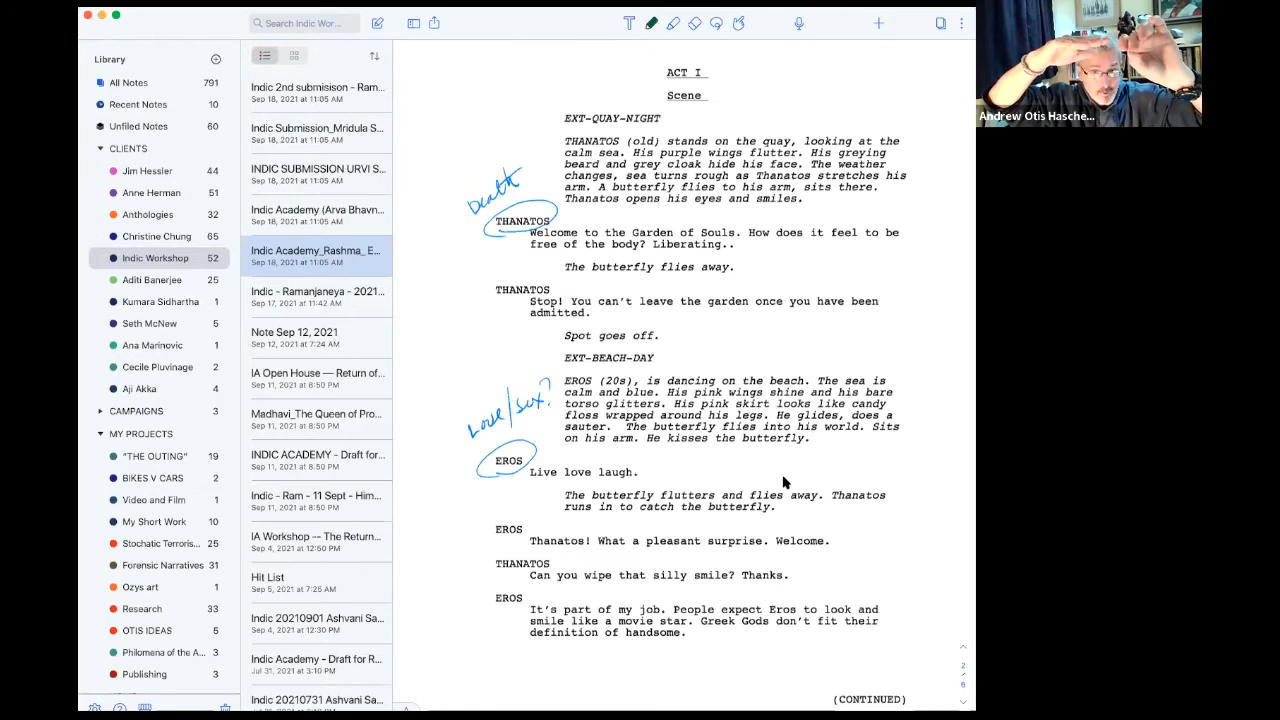 Search Indic Wor...
Library
All Notes 791
Recent Notes 10
Unfiled Notes 60
CLIENTS
Jim Hessler 44
Anne Herman 51
Anthologies 32
Christine Chung 65
Indic Workshop 52
Aditi Banerjee 25
Kumara Sidhartha 1
Seth McNew 5
Ana Marinovic 1
Cecile Pluvinage 2
Aji Akka 4
CAMPAIGNS 3
MY PROJECTS
"THE OUTING" 19
BIKES V CARS 2
Video and Film 1
My Short Work 10
Stochatic Terroris... 25
Forensic Narratives 31
Ozys art 1
Research 33
OTIS IDEAS 5
Philomena of the A... 1
Publishing 3
Indic 2nd submisison - Ram...
Sep 18, 2021 at 11:05 AM
Indic Submission_Mridula S...
Sep 18, 2021 at 11:05 AM
INDIC SUBMISSION URVI S...
Sep 18, 2021 at 11:05 AM
Indic Academy (Arva Bhavn...
Sep 18, 2021 at 11:05 AM
Indic Academy_Rashma_ E...
Sep 18, 2021 at 11:05 AM
Indic - Ramanjaneya - 2021...
Sep 17, 2021 at 11:42 AM
Note Sep 12, 2021
Sep 12, 2021 at 7:24 AM
IA Open House — Return of...
Sep 11, 2021 at 8:50 PM
Madhavi_The Queen of Pro...
Sep 11, 2021 at 8:50 PM
INDIC ACADEMY - Draft for...
Sep 11, 2021 at 8:50 PM
Indic - Ram - 11 Sept - Him...
Sep 11, 2021 at 8:50 PM
IA Workshop -- The Return...
Sep 4, 2021 at 12:50 PM
Hit List
Sep 5, 2021 at 7:25 AM
Indic 20210901 Ashvani Sa...
Sep 4, 2021 at 12:30 PM
Indic Academy - Draft for R...
Jul 31, 2021 at 3:10 PM
Indic 20210731 Ashvani Sa...
ACT I
Scene
EXT-QUAY-NIGHT
THANATOS (old) stands on the quay, looking at the
calm sea. His purple wings flutter. His greying
beard and grey cloak hide his face. The weather
changes, sea turns rough as Thanatos stretches his
arm. A butterfly flies to his arm, sits there.
Thanatos opens his eyes and smiles.
Death
THANATOS
Welcome to the Garden of Souls. How does it feel to be
free of the body? Liberating..
The butterfly flies away.
THANATOS
Stop! You can't leave the garden once you have been
admitted.
Spot goes off.
EXT-BEACH-DAY
EROS (20s), is dancing on the beach. The sea is
calm and blue. His pink wings shine and his bare
torso glitters. His pink skirt looks like candy
floss wrapped around his legs. He glides, does a
sauter. The butterfly flies into his world. Sits
on his arm. He kisses the butterfly.
Love/Sex?
EROS
Live love laugh.
The butterfly flutters and flies away. Thanatos
runs in to catch the butterfly.
EROS
Thanatos! What a pleasant surprise. Welcome.
THANATOS
Can you wipe that silly smile? Thanks.
EROS
It's part of my job. People expect Eros to look and
smile like a movie star. Greek Gods don't fit their
definition of handsome.
(CONTINUED)
2
/
6
Andrew Otis Hasche...